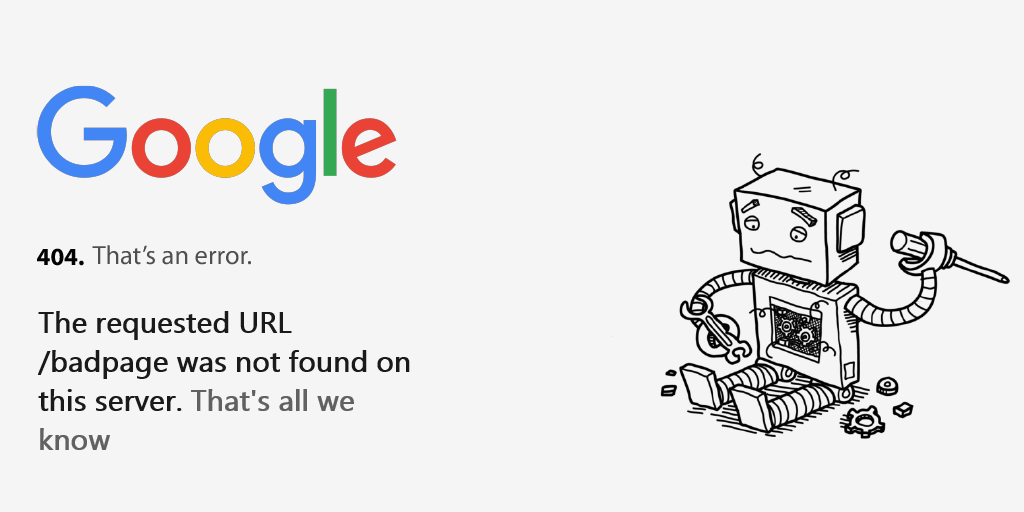 Google
404. That’s an error.
The requested URL
/badpage was not found on
this server. That's all we
know